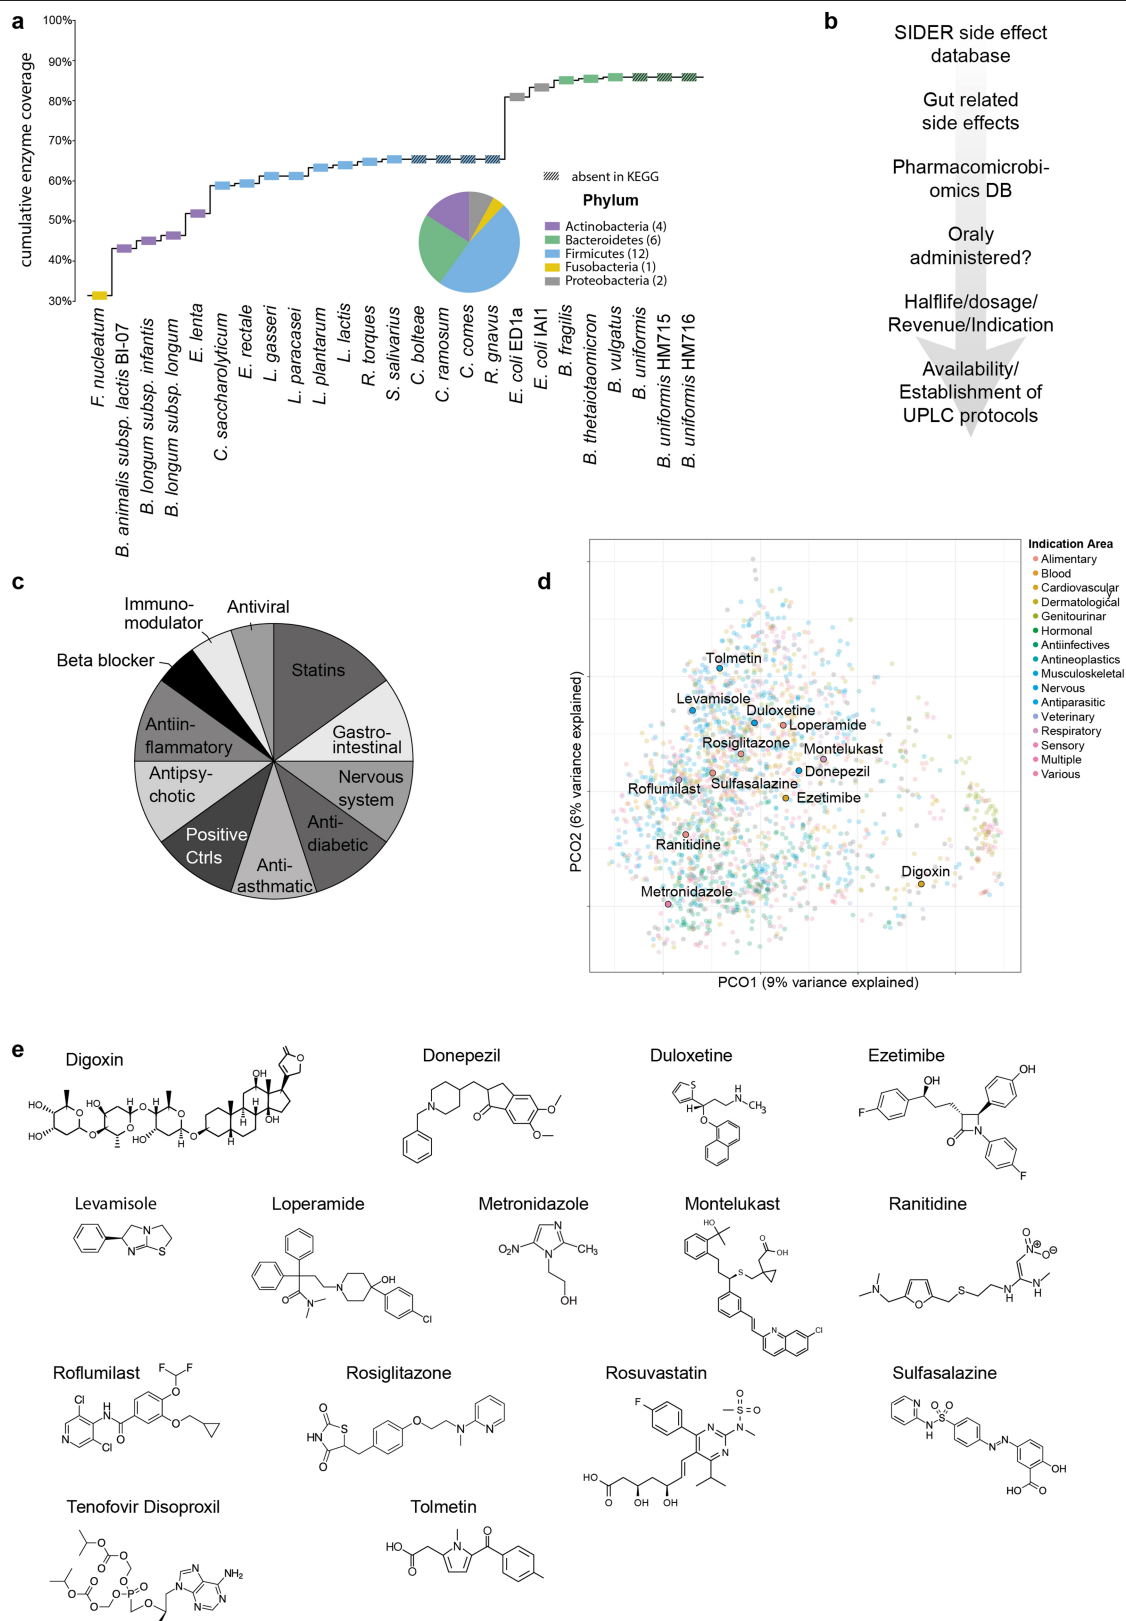 a
100%
90%
80%
70%
60%
50%
40%
30%
cumulative enzyme coverage
absent in KEGG
Phylum
Actinobacteria (4)
Bacteroidetes (6)
Firmicutes (12)
Fusobacteria (1)
Proteobacteria (2)
F. nucleatum
B. animalis subsp. lactis BI-07
B. longum subsp. infantis
B. longum subsp. longum
E. lenta
C. saccharolyticum
E. rectale
L. gasseri
L. paracasei
L. plantarum
L. lactis
R. torques
S. salivarius
C. bolteae
C. ramosum
C. comes
R. gnavus
E. coli ED1a
E. coli IAI1
B. fragilis
B. thetaiotaomicron
B. vulgatus
B. uniformis
B. uniformis HM715
B. uniformis HM716
b
SIDER side effect
database
Gut related
side effects
Pharmacomicrobi-
omics DB
Oraly
administered?
Halflife/dosage/
Revenue/Indication
Availability/
Establishment of
UPLC protocols
c
Immuno-
modulator
Antiviral
Beta blocker
Statins
Antiin-
flammatory
Gastro-
intestinal
Antipsy-
chotic
Nervous
system
Positive
Ctrls
Anti-
diabetic
Anti-
asthmatic
d
PCO2 (6% variance explained)
PCO1 (9% variance explained)
Tolmetin
Levamisole
Duloxetine
Loperamide
Rosiglitazone
Montelukast
Donepezil
Roflumilast
Sulfasalazine
Ezetimibe
Ranitidine
Digoxin
Metronidazole
Indication Area
Alimentary
Blood
Cardiovascular
y
Dermatological
Genitourinar
Hormonal
Antiinfectives
Antineoplastics
Musculoskeletal
Nervous
Antiparasitic
Veterinary
Respiratory
Sensory
Multiple
Various
e
Digoxin
Donepezil
Duloxetine
Ezetimibe
Levamisole
Loperamide
Metronidazole
Montelukast
Ranitidine
Roflumilast
Rosiglitazone
Rosuvastatin
Sulfasalazine
Tenofovir Disoproxil
Tolmetin